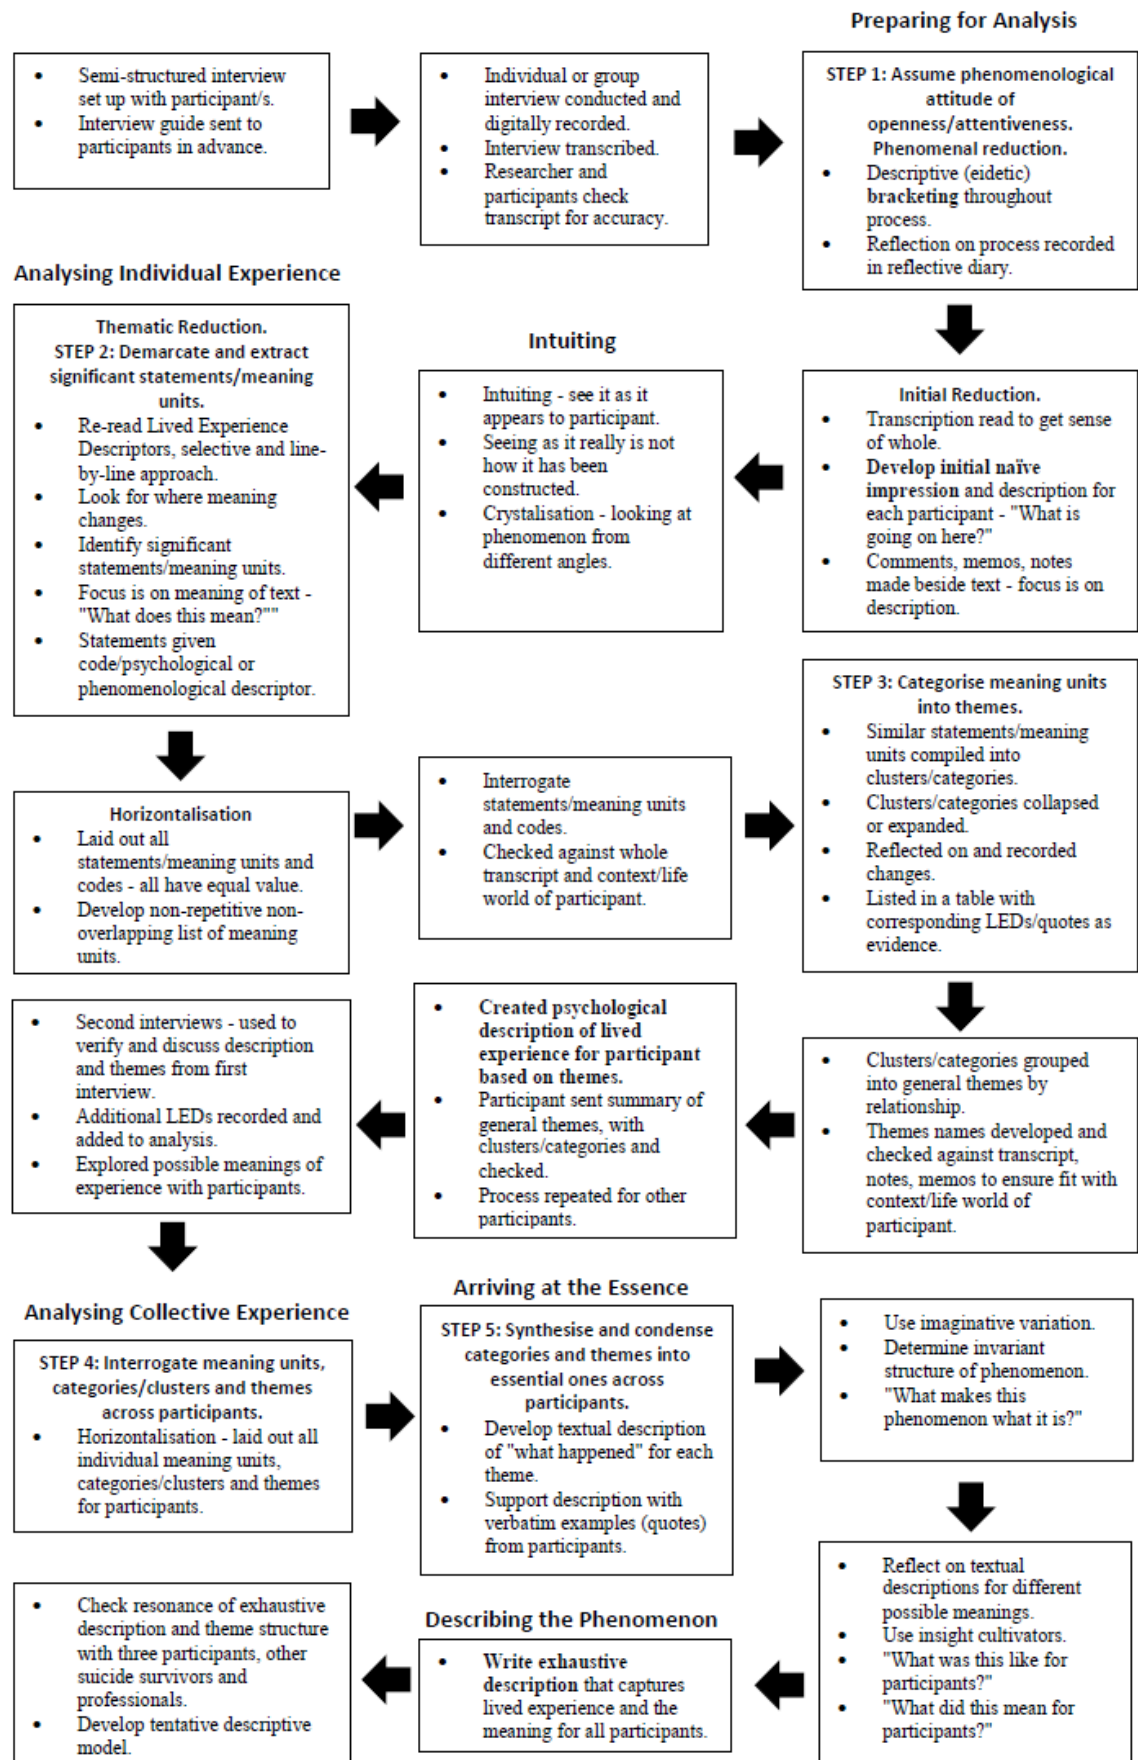 Preparing for Analysis
• Semi-structured interview
set up with participant/s.
• Interview guide sent to
participants in advance.
• Individual or group
interview conducted and
digitally recorded.
• Interview transcribed.
• Researcher and
participants check
transcript for accuracy.
STEP 1: Assume phenomenological
attitude of
openness/attentiveness.
Phenomenal reduction.
• Descriptive (eidetic)
bracketing throughout
process.
• Reflection on process recorded
in reflective diary.
Initial Reduction.
• Transcription read to get sense
of whole.
• Develop initial naïve
impression and description for
each participant - "What is
going on here?"
• Comments, memos, notes
made beside text - focus is on
description.
Intuiting
• Intuiting - see it as it
appears to participant.
• Seeing as it really is not
how it has been
constructed.
• Crystalisation - looking at
phenomenon from
different angles.
Analysing Individual Experience
Thematic Reduction.
STEP 2: Demarcate and extract
significant statements/meaning
units.
• Re-read Lived Experience
Descriptors, selective and line-
by-line approach.
• Look for where meaning
changes.
• Identify significant
statements/meaning units.
• Focus is on meaning of text -
"What does this mean?""
• Statements given
code/psychological or
phenomenological descriptor.
Horizontalisation
• Laid out all
statements/meaning units and
codes - all have equal value.
• Develop non-repetitive non-
overlapping list of meaning
units.
• Interrogate
statements/meaning units
and codes.
• Checked against whole
transcript and context/life
world of participant.
STEP 3: Categorise meaning units
into themes.
• Similar statements/meaning
units compiled into
clusters/categories.
• Clusters/categories collapsed
or expanded.
• Reflected on and recorded
changes.
• Listed in a table with
corresponding LEDs/quotes as
evidence.
• Clusters/categories grouped
into general themes by
relationship.
• Themes names developed and
checked against transcript,
notes, memos to ensure fit with
context/life world of
participant.
• Created psychological
description of lived
experience for participant
based on themes.
• Participant sent summary of
general themes, with
clusters/categories and
checked.
• Process repeated for other
participants.
• Second interviews - used to
verify and discuss description
and themes from first
interview.
• Additional LEDs recorded and
added to analysis.
• Explored possible meanings of
experience with participants.
Analysing Collective Experience
STEP 4: Interrogate meaning units,
categories/clusters and themes
across participants.
• Horizontalisation - laid out all
individual meaning units,
categories/clusters and themes
for participants.
Arriving at the Essence
STEP 5: Synthesise and condense
categories and themes into
essential ones across
participants.
• Develop textual description
of "what happened" for each
theme.
• Support description with
verbatim examples (quotes)
from participants.
• Use imaginative variation.
• Determine invariant
structure of phenomenon.
• "What makes this
phenomenon what it is?"
• Reflect on textual
descriptions for different
possible meanings.
• Use insight cultivators.
• "What was this like for
participants?"
• "What did this mean for
participants?"
Describing the Phenomenon
• Write exhaustive
description that captures
lived experience and the
meaning for all participants.
• Check resonance of exhaustive
description and theme structure
with three participants, other
suicide survivors and
professionals.
• Develop tentative descriptive
model.